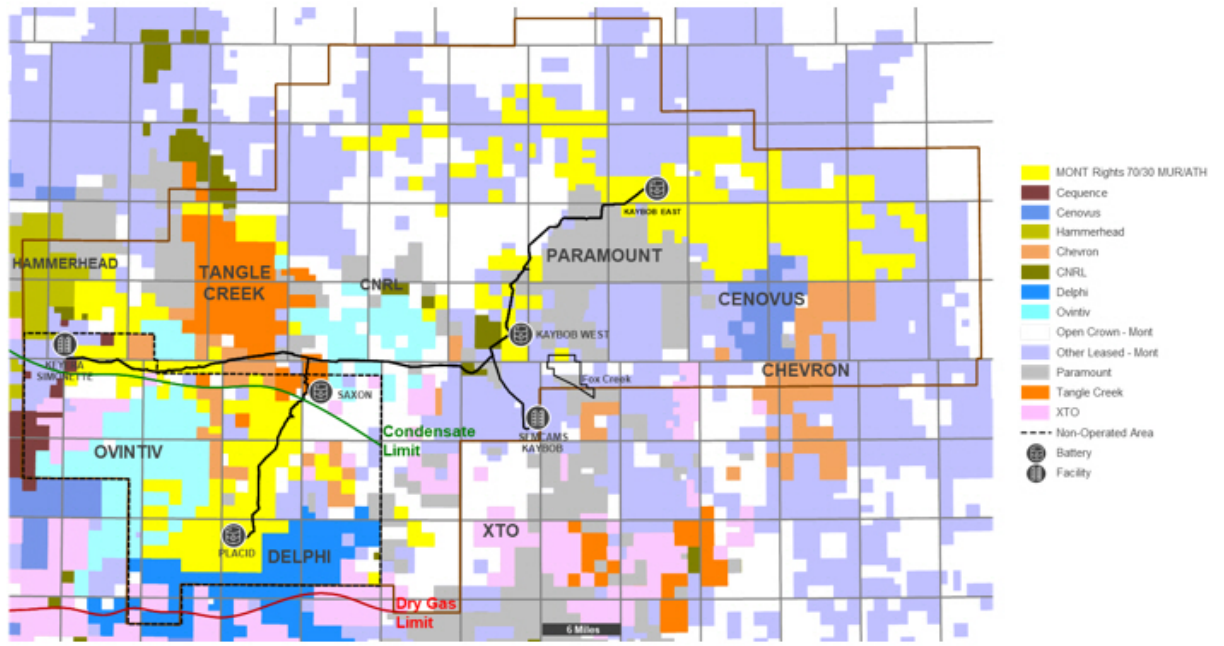 KAYBOB EAST
HAMMERHEAD
TANGLE
CREEK
CNRL
PARAMOUNT
CENOVUS
KAYBOB WEST
SIMONETTE
SAXON
Fox Creek
CHEVRON
Condensate
Limit
SEMCAMS
KAYBOB
OVINTIV
XTO
PLACID
DELPHI
Dry Gas
Limit
6 Miles
MONT Rights 70/30 MUR/ATH
Cequence
Cenovus
Hammerhead
Chevron
CNRL
Delphi
Ovintiv
Open Crown - Mont
Other Leased - Mont
Paramount
Tangle Creek
XTO
Non-Operated Area
Battery
Facility